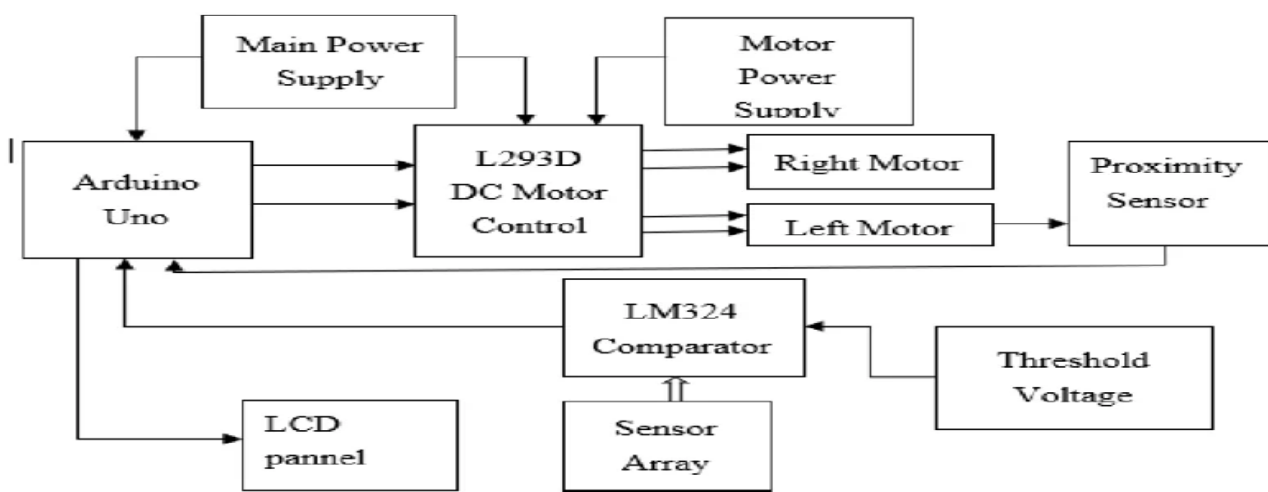 Main Power
Supply
Motor
Power
Supply
Arduino
Uno
L293D
DC Motor
Control
Right Motor
Left Motor
Proximity
Sensor
LM324
Comparator
Threshold
Voltage
LCD
pannel
Sensor
Array